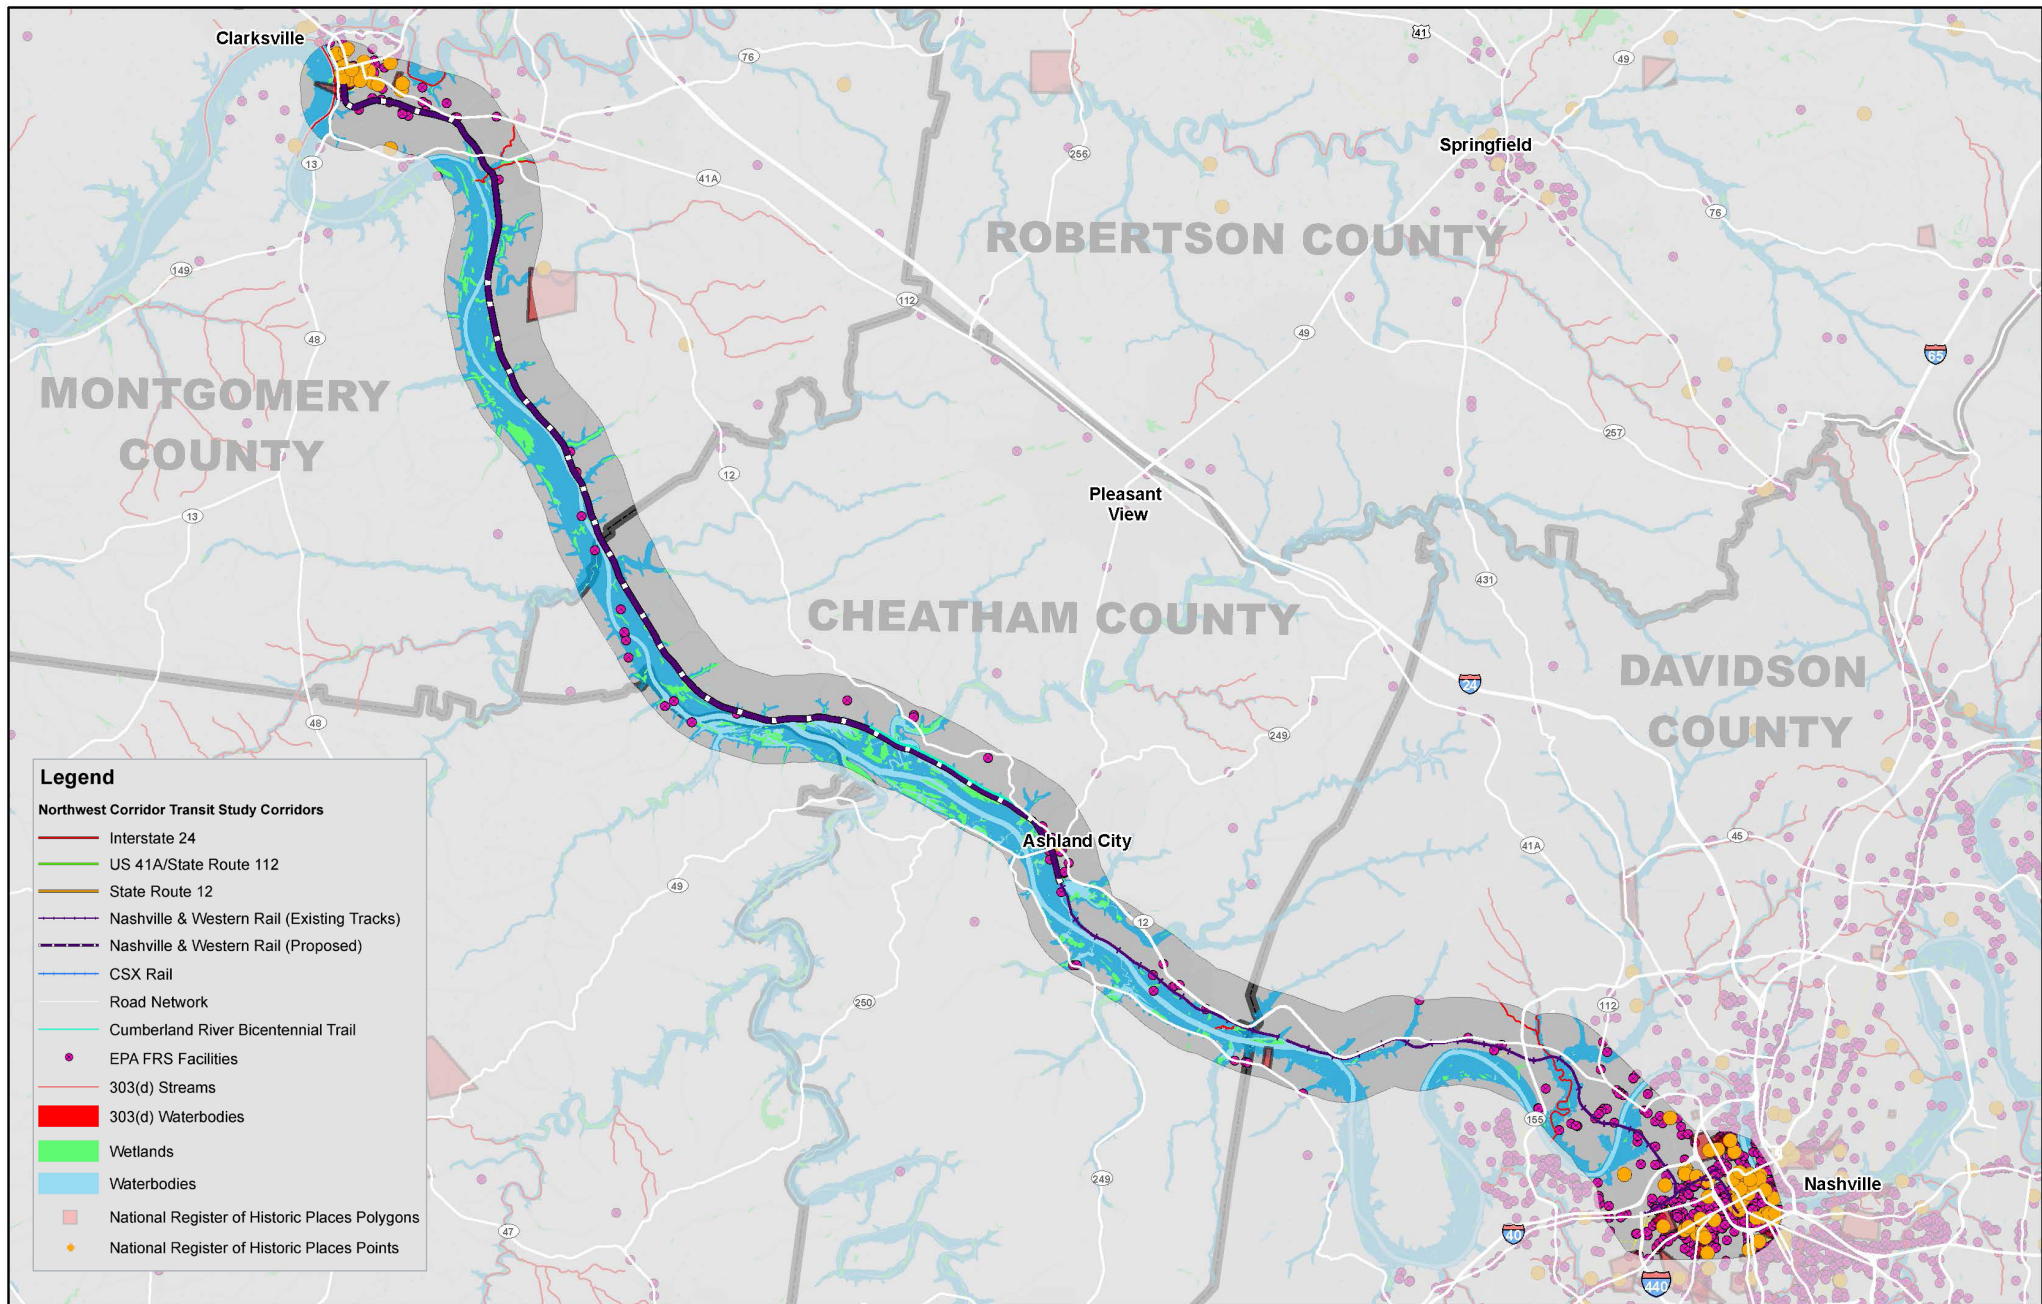 Clarksville
76
41
49
Springfield
13
256
41A
76
ROBERTSON COUNTY
149
112
48
49
65
MONTGOMERY
COUNTY
257
12
Pleasant
View
13
431
CHEATHAM COUNTY
DAVIDSON
COUNTY
24
48
249
Ashland City
45
41A
49
12
250
112
155
249
Nashville
40
47
440
Legend
Northwest Corridor Transit Study Corridors
Interstate 24
US 41A/State Route 112
State Route 12
Nashville & Western Rail (Existing Tracks)
Nashville & Western Rail (Proposed)
CSX Rail
Road Network
Cumberland River Bicentennial Trail
EPA FRS Facilities
303(d) Streams
303(d) Waterbodies
Wetlands
Waterbodies
National Register of Historic Places Polygons
National Register of Historic Places Points